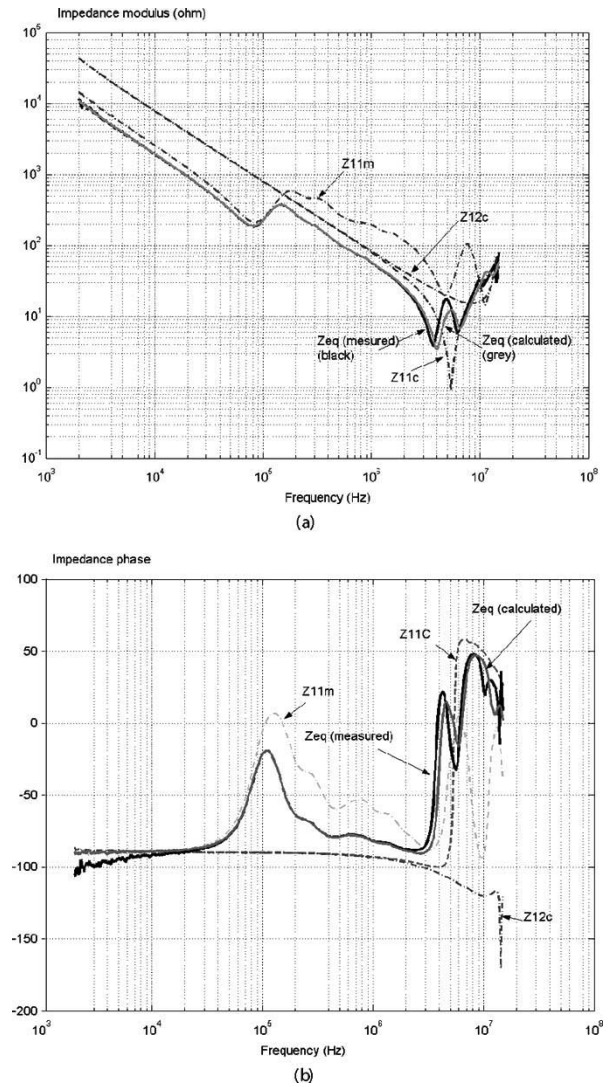 Impedance modulus (ohm)
10^5
10^4
10^3
10^2
10^1
10^0
10^-1
Z11m
Z12c
Zeq (mesured)
(black)
Zeq (calculated)
(grey)
Z11c
10^3 10^4 10^5 10^6 10^7 10^8
Frequency (Hz)
(a)
Impedance phase
100
50
0
-50
-100
-150
-200
Z11C
Zeq (calculated)
Z11m
Zeq (measured)
Z12c
10^3 10^4 10^5 10^6 10^7 10^8
Frequency (Hz)
(b)